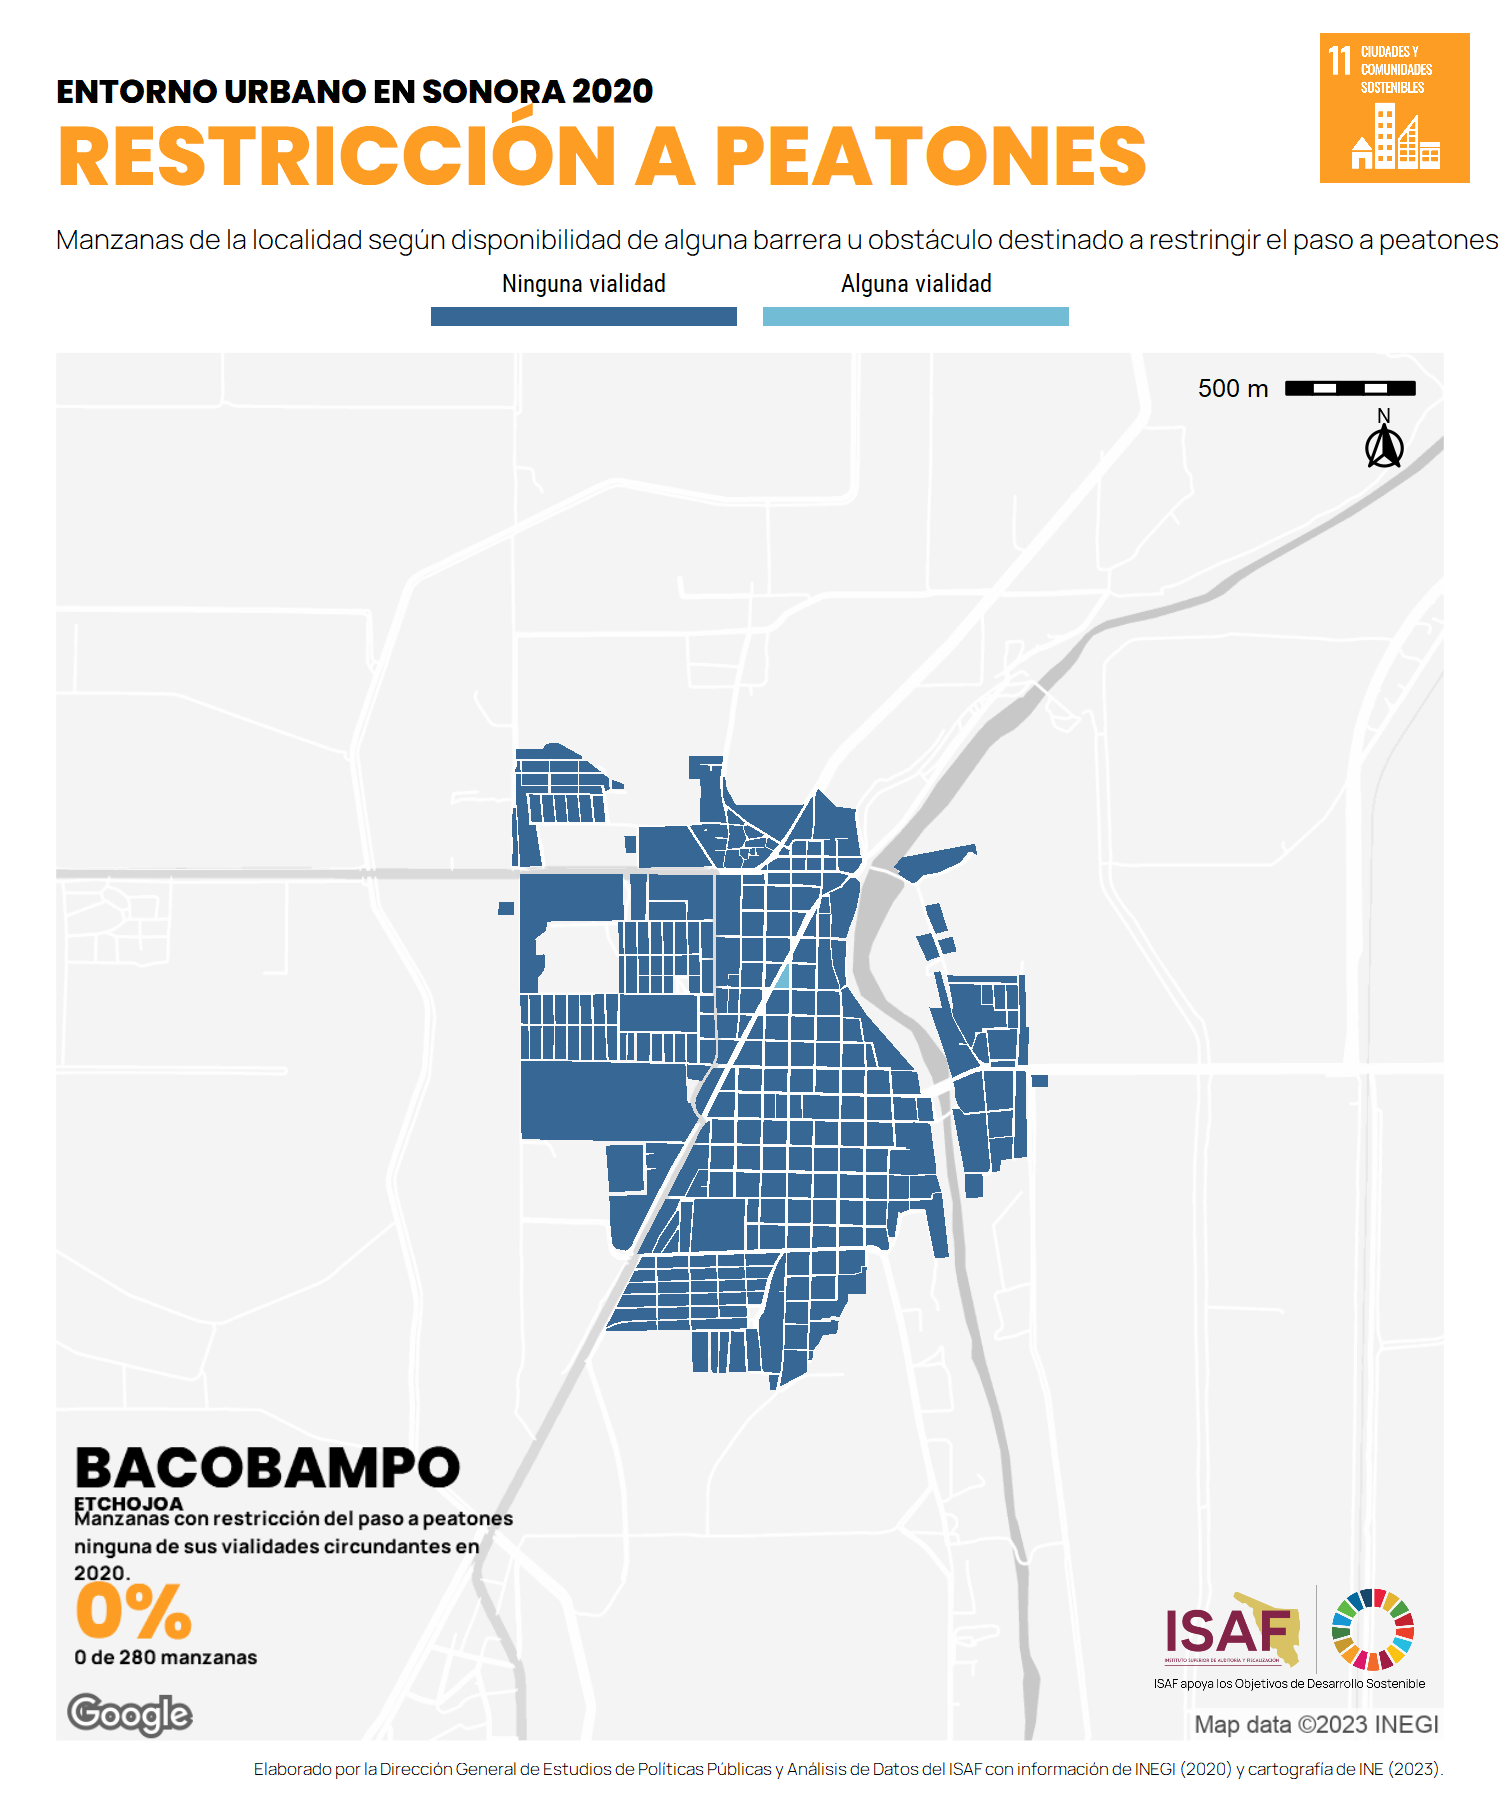 ENTORNO URBANO EN SONORA 2020
RESTRICCIÓN A PEATONES
11 CIUDADES Y
COMUNIDADES
SOSTENIBLES
Manzanas de la localidad según disponibilidad de alguna barrera u obstáculo destinado a restringir el paso a peatones
Ninguna vialidad
Alguna vialidad
500 m
N
BACOBAMPO
ETCHOJOA
Manzanas con restricción del paso a peatones
ninguna de sus vialidades circundantes en
2020.
0%
0 de 280 manzanas
Google
ISAF
INSTITUTO SUPERIOR DE AUDITORÍA Y FISCALIZACIÓN
ISAF apoya los Objetivos de Desarrollo Sostenible
Map data ©2023 INEGI
Elaborado por la Dirección General de Estudios de Políticas Públicas y Análisis de Datos del ISAF con información de INEGI (2020) y cartografía de INE (2023).